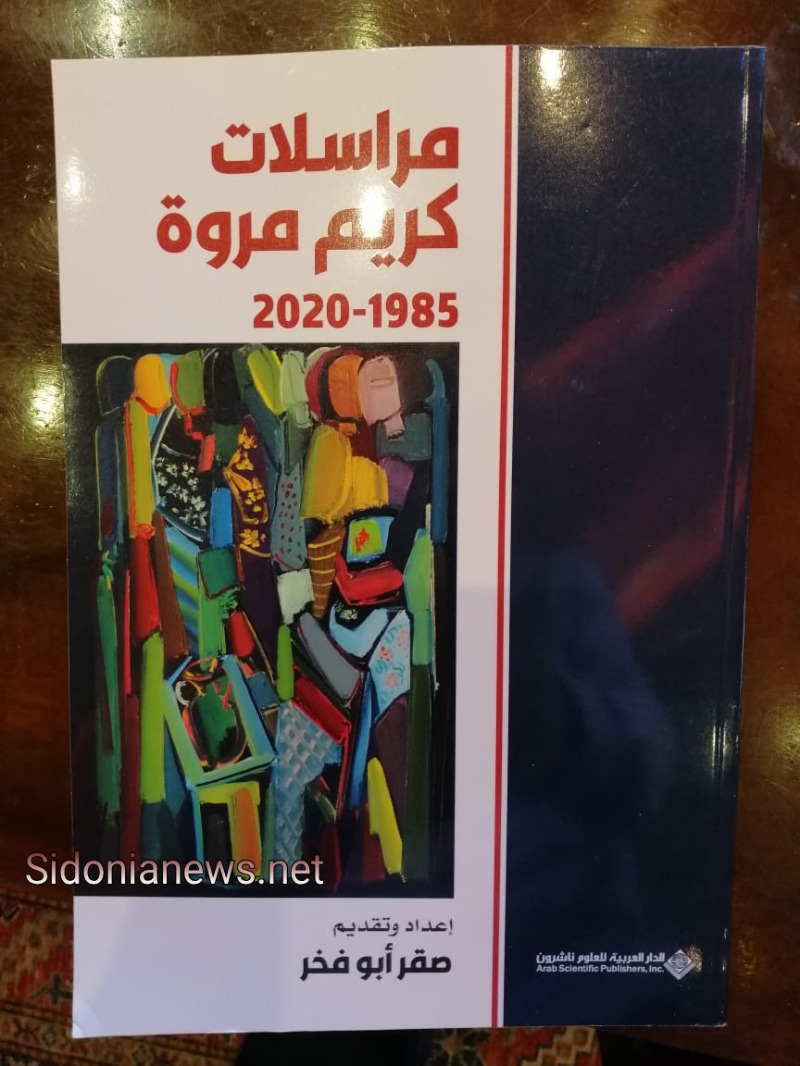 مراسلات
كريم مروة
2020-1985
Sidonianews.net
إعداد وتقديم
صقر أبو فخر
الدار العربية للعلوم ناشرون
Arab Scientific Publishers, Inc.